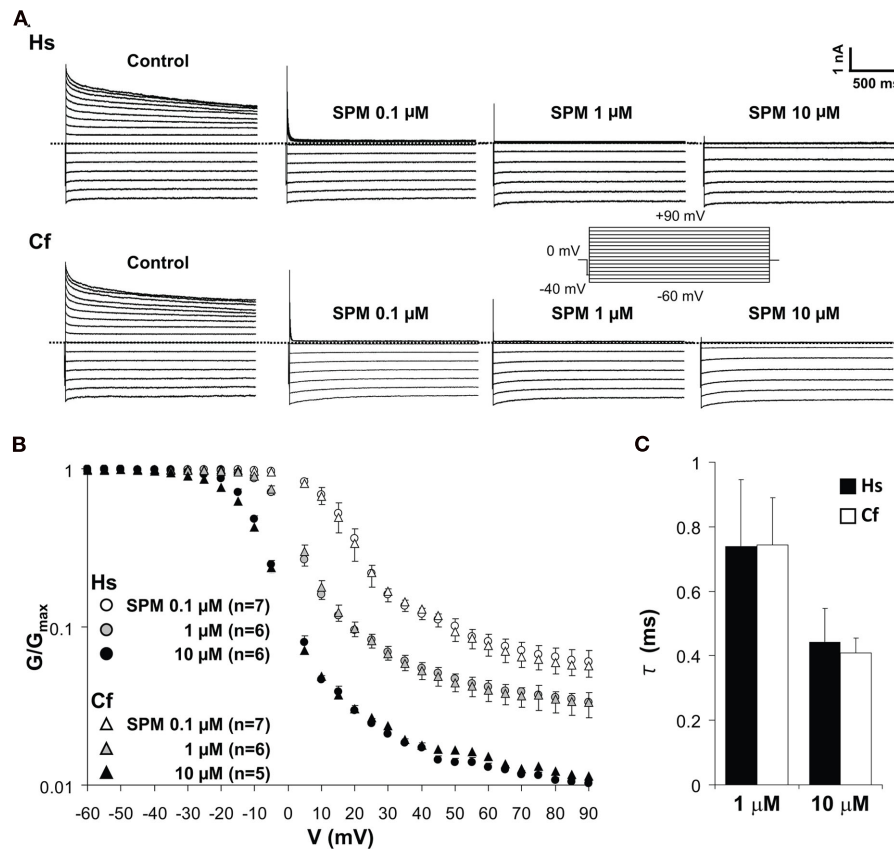 A
Hs
Control
SPM 0.1 µM
SPM 1 µM
SPM 10 µM
1 nA
500 ms
+90 mV
0 mV
-40 mV
-60 mV
Cf
Control
SPM 0.1 µM
SPM 1 µM
SPM 10 µM
B
G/Gmax
1
0.1
0.01
Hs
SPM 0.1 µM (n=7)
1 µM (n=6)
10 µM (n=6)
Cf
SPM 0.1 µM (n=7)
1 µM (n=6)
10 µM (n=5)
-60 -50 -40 -30 -20 -10 0 10 20 30 40 50 60 70 80 90
V (mV)
C
Hs
Cf
τ (ms)
1
0.8
0.6
0.4
0.2
0
1 µM
10 µM